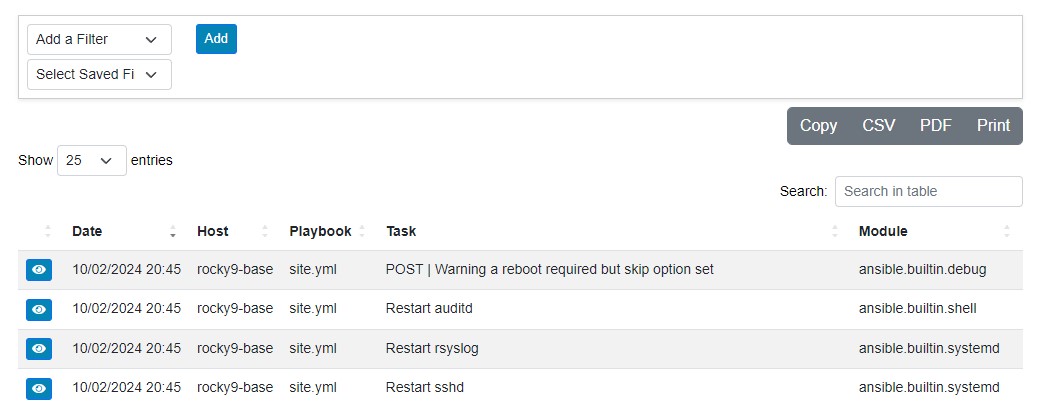 Add a Filter Add
Select Saved Fi
Copy CSV PDF Print
Show 25 entries
Search: Search in table
Date Host Playbook Task Module
10/02/2024 20:45 rocky9-base site.yml POST | Warning a reboot required but skip option set ansible.builtin.debug
10/02/2024 20:45 rocky9-base site.yml Restart auditd ansible.builtin.shell
10/02/2024 20:45 rocky9-base site.yml Restart rsyslog ansible.builtin.systemd
10/02/2024 20:45 rocky9-base site.yml Restart sshd ansible.builtin.systemd